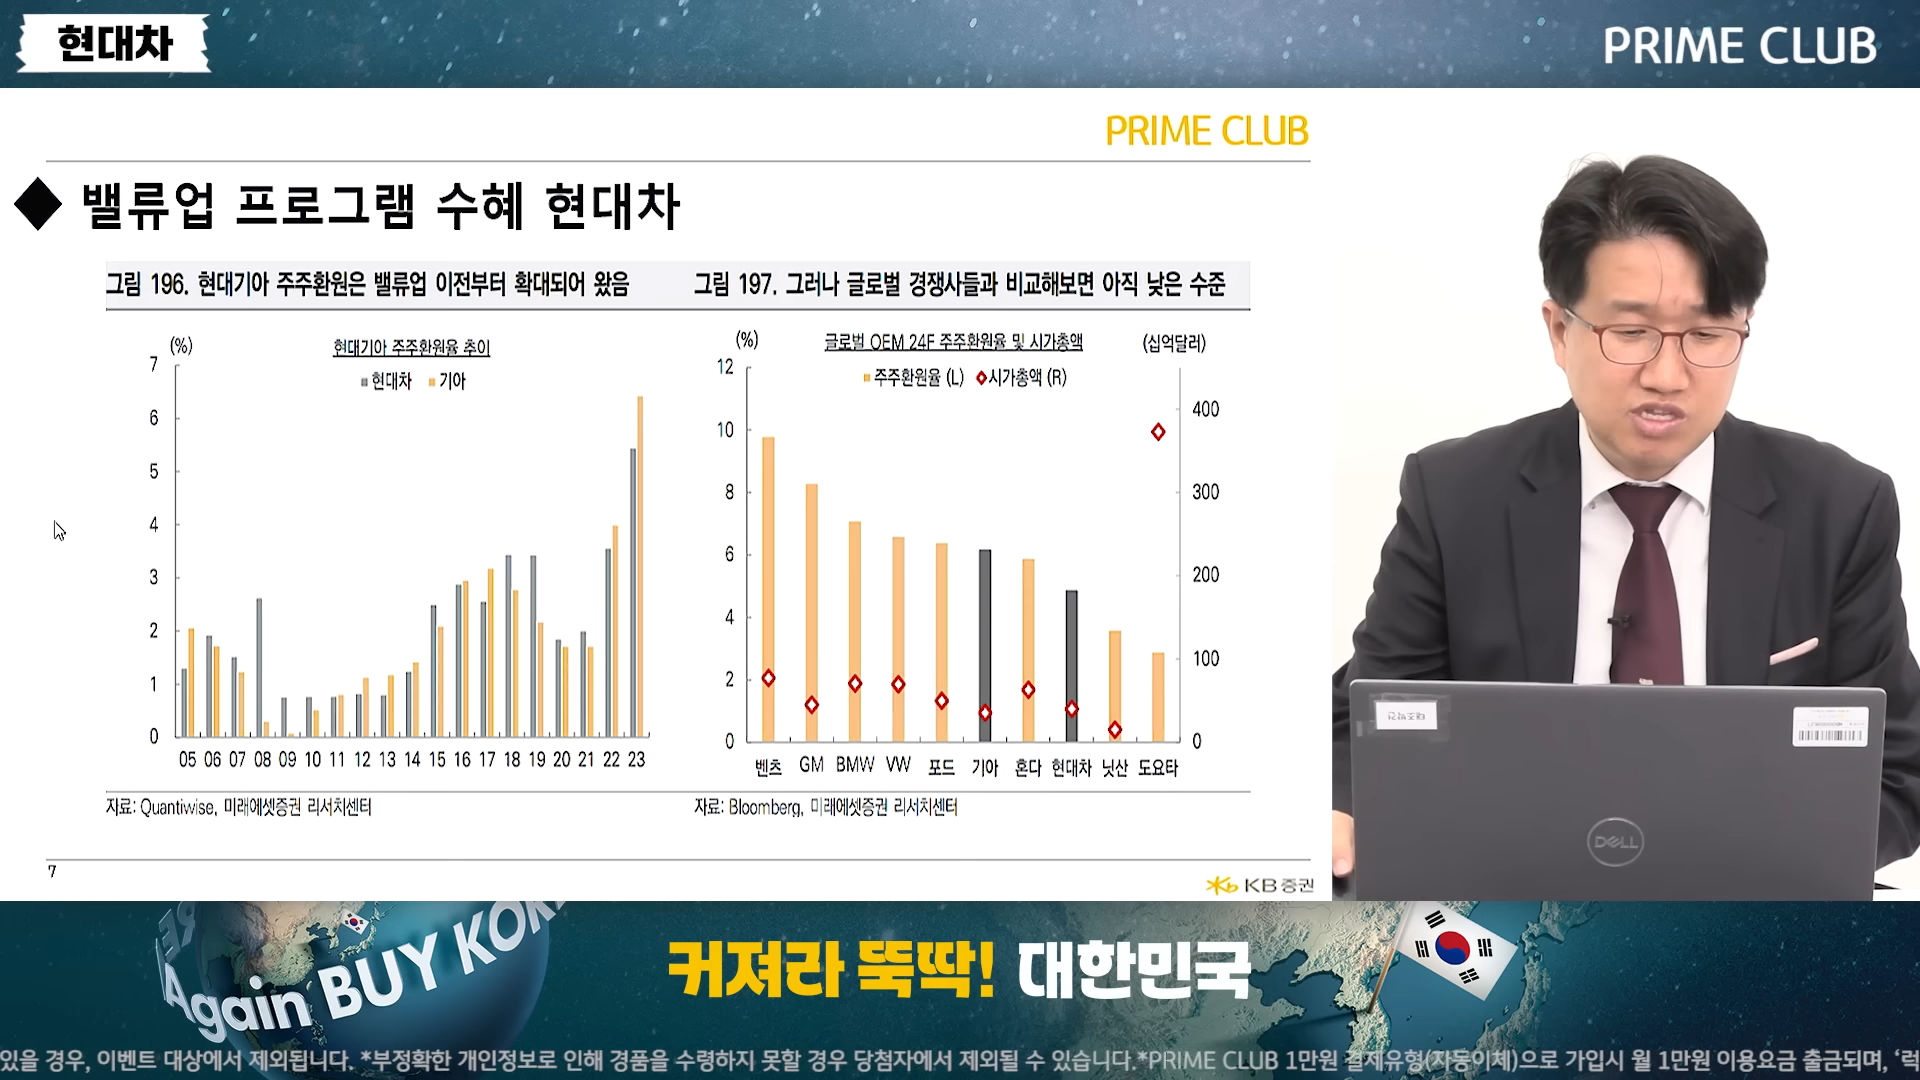 현대차
PRIME CLUB
PRIME CLUB
◆ 밸류업 프로그램 수혜 현대차
그림 196. 현대기아 주주환원은 밸류업 이전부터 확대되어 왔음
(%)
현대기아 주주환원율 추이
현대차 기아
7
6
5
4
3
2
1
0
05 06 07 08 09 10 11 12 13 14 15 16 17 18 19 20 21 22 23
자료: Quantiwise, 미래에셋증권 리서치센터
그림 197. 그러나 글로벌 경쟁사들과 비교해보면 아직 낮은 수준
(%)
글로벌 OEM 24F 주주환원율 및 시가총액
(십억달러)
주주환원율 (L) 시가총액 (R)
12
10
8
6
4
2
0
400
300
200
100
0
벤츠 GM BMW VW 포드 기아 혼다 현대차 닛산 도요타
자료: Bloomberg, 미래에셋증권 리서치센터
7
KB 증권
DELL
Again BUY KOR
커져라 뚝딱! 대한민국
있을 경우, 이벤트 대상에서 제외됩니다. *부정확한 개인정보로 인해 경품을 수령하지 못할 경우 당첨자에서 제외될 수 있습니다.*PRIME CLUB 1만원 결제유형(자동이체)으로 가입시 월 1만원 이용요금 출금되며, ‘럭